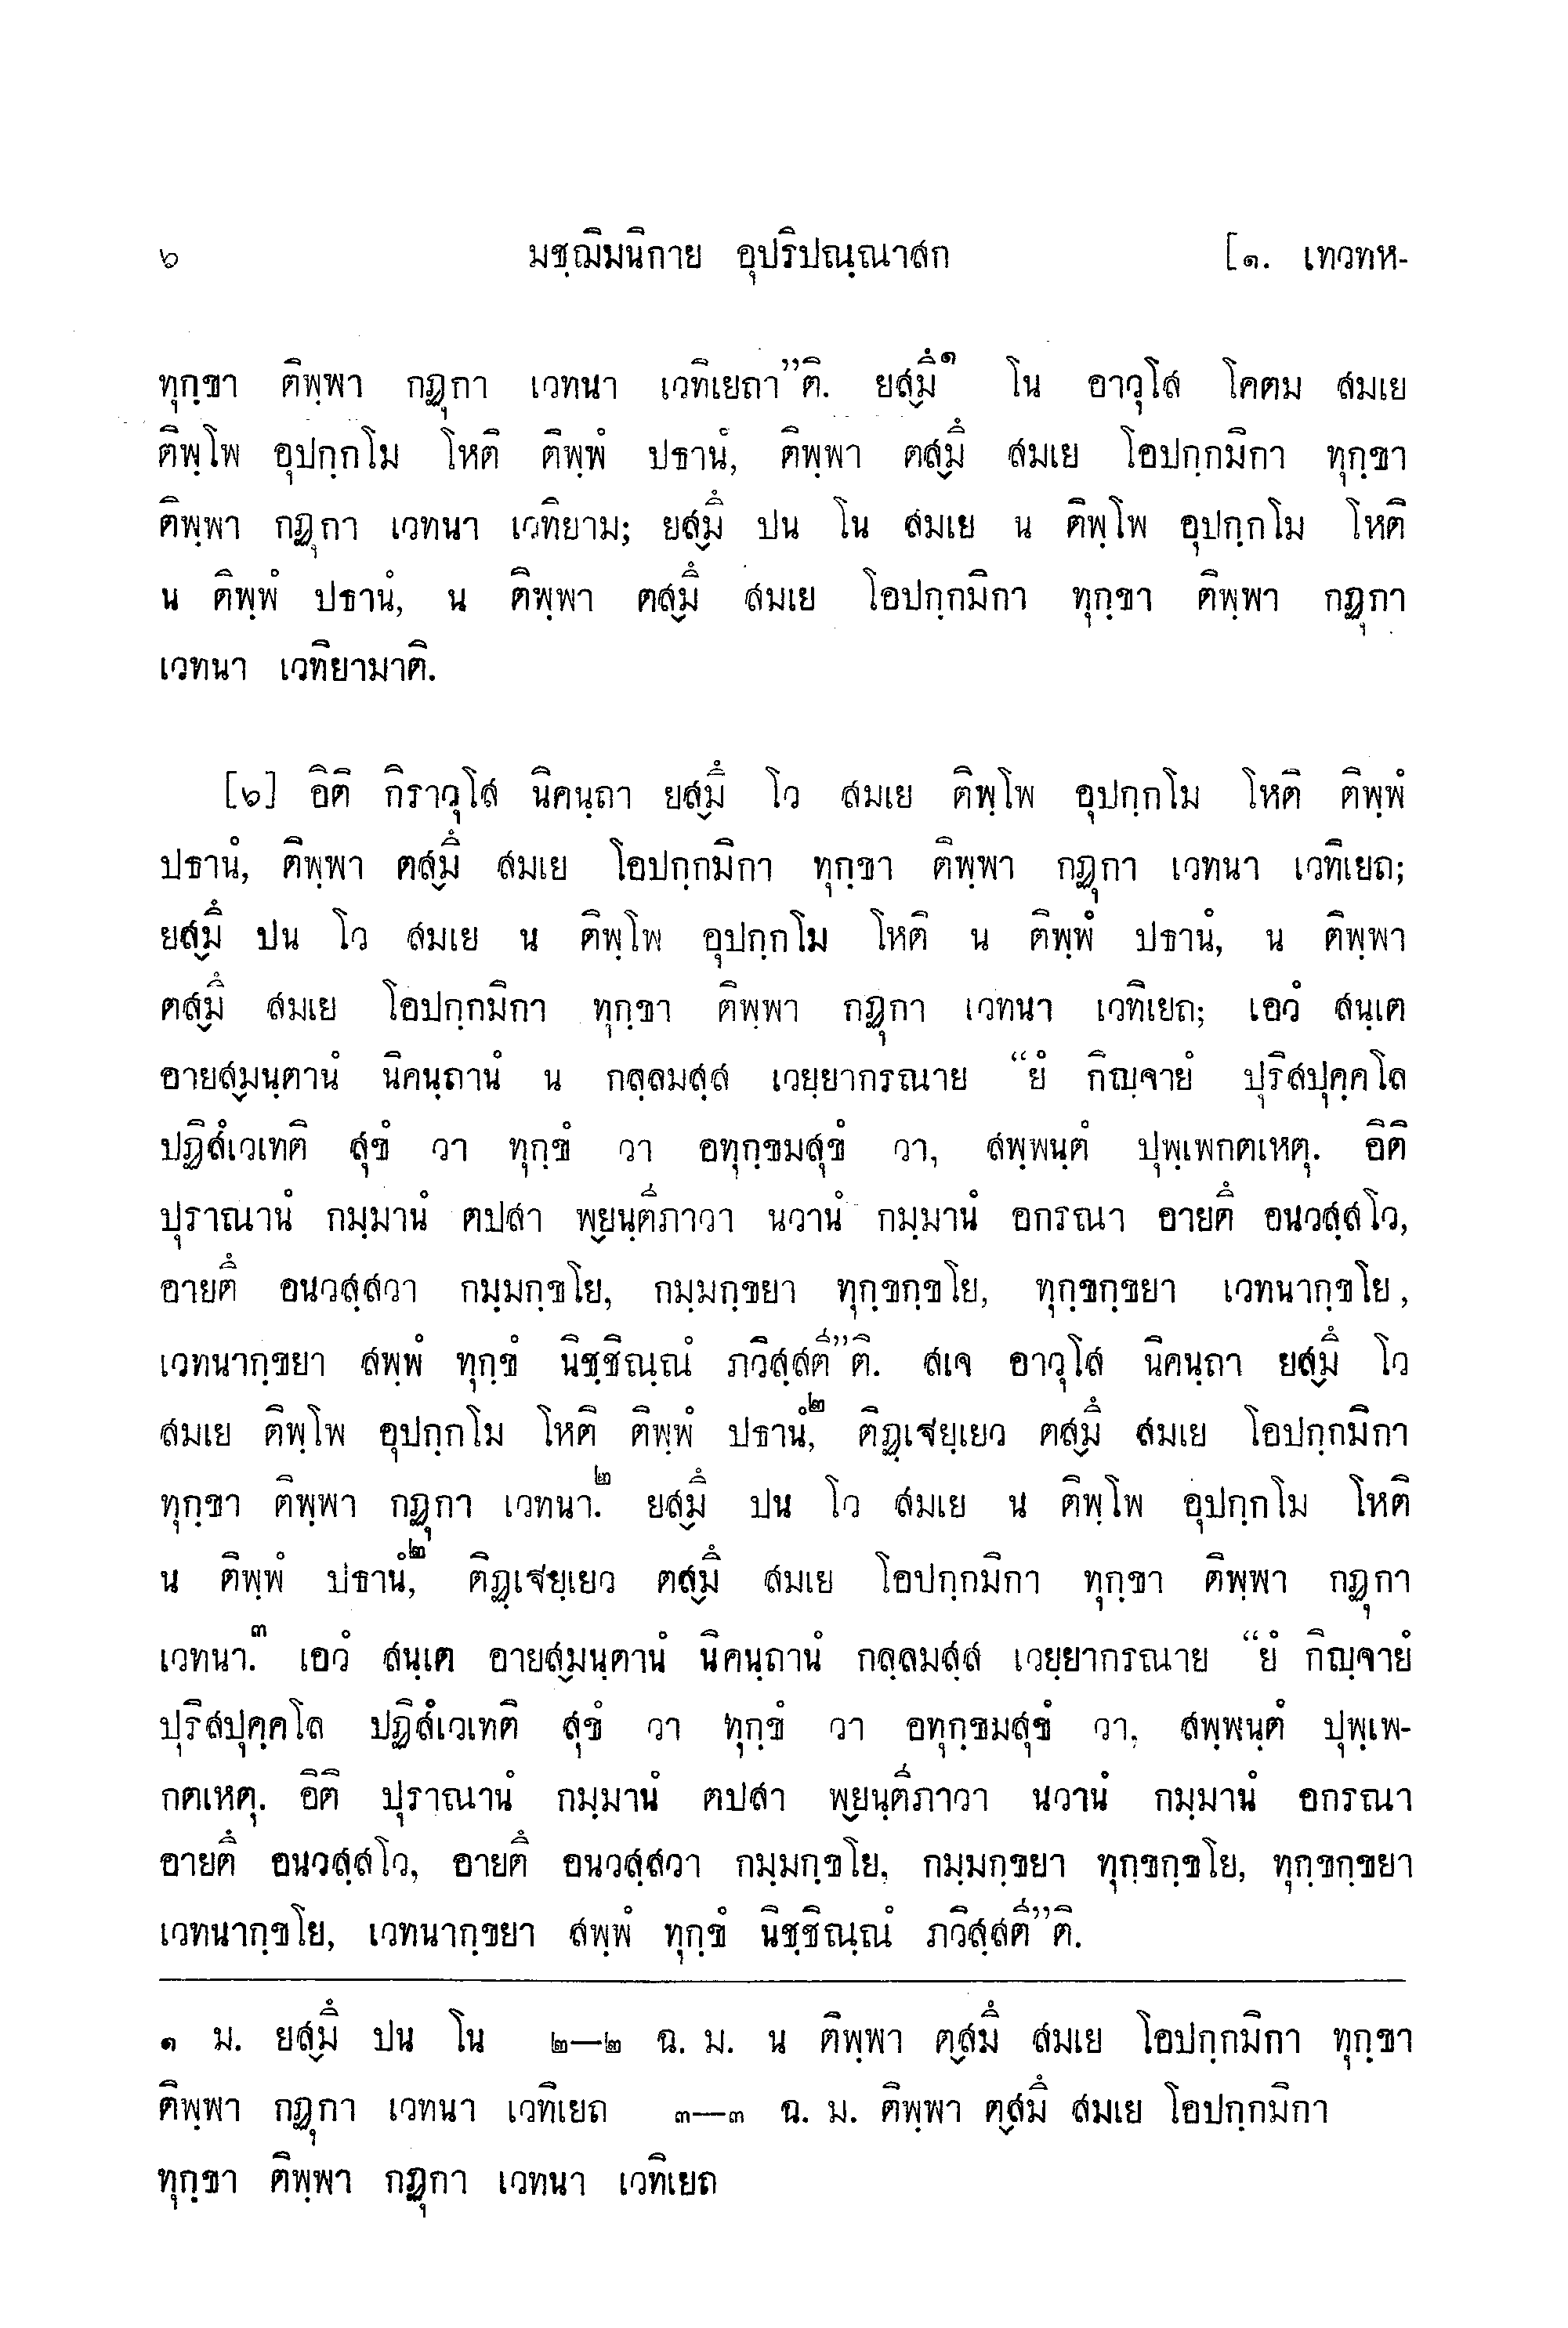 ๖ มชฺฌิมนิกาย อุปริปณฺณาสก [๑. เทวทห-
ทุกฺขา ติพฺพา กฏุกา เวทนา เวทิเยถา”ติ. ยสฺมึ๑ โน อาวุโส โคตม สมเย
ติพฺโพ อุปกฺกโม โหติ ติพฺพํ ปธานํ, ติพฺพา ตสฺมึ สมเย โอปกฺกมิกา ทุกฺขา
ติพฺพา กฏุกา เวทนา เวทิยาม; ยสฺมึ ปน โน สมเย น ติพฺโพ อุปกฺกโม โหติ
น ติพฺพํ ปธานํ, น ติพฺพา ตสฺมึ สมเย โอปกฺกมิกา ทุกฺขา ติพฺพา กฏุกา
เวทนา เวทิยามาติ.
[๖] อิติ กิราวุโส นิคนฺถา ยสฺมึ โว สมเย ติพฺโพ อุปกฺกโม โหติ ติพฺพํ
ปธานํ, ติพฺพา ตสฺมึ สมเย โอปกฺกมิกา ทุกฺขา ติพฺพา กฏุกา เวทนา เวทิเยถ;
ยสฺมึ ปน โว สมเย น ติพฺโพ อุปกฺกโม โหติ น ติพฺพํ ปธานํ, น ติพฺพา
ตสฺมึ สมเย โอปกฺกมิกา ทุกฺขา ติพฺพา กฏุกา เวทนา เวทิเยถ; เอวํ สนฺเต
อายสฺมนฺตานํ นิคนฺถานํ น กลฺลมสฺส เวยฺยากรณาย “ยํ กิญฺจายํ ปุริสปุคฺคโล
ปฏิสํเวเทติ สุขํ วา ทุกฺขํ วา อทุกฺขมสุขํ วา, สพฺพนฺตํ ปุพฺเพกตเหตุ. อิติ
ปุราณานํ กมฺมานํ ตปสา พฺยนฺตีภาวา นวานํ กมฺมานํ อกรณา อายตึ อนวสฺสโว,
อายตึ อนวสฺสวา กมฺมกฺขโย, กมฺมกฺขยา ทุกฺขกฺขโย, ทุกฺขกฺขยา เวทนากฺขโย,
เวทนากฺขยา สพฺพํ ทุกฺขํ นิชฺชิณฺณํ ภวิสฺสตี”ติ. สเจ อาวุโส นิคนฺถา ยสฺมึ โว
สมเย ติพฺโพ อุปกฺกโม โหติ ติพฺพํ ปธานํ,๒ ติฏฺเฐยฺเยว ตสฺมึ สมเย โอปกฺกมิกา
ทุกฺขา ติพฺพา กฏุกา เวทนา.๒ ยสฺมึ ปน โว สมเย น ติพฺโพ อุปกฺกโม โหติ
น ติพฺพํ ปธานํ,๒ ติฏฺเฐยฺเยว ตสฺมึ สมเย โอปกฺกมิกา ทุกฺขา ติพฺพา กฏุกา
เวทนา.๓ เอวํ สนฺเต อายสฺมนฺตานํ นิคนฺถานํ กลฺลมสฺส เวยฺยากรณาย “ยํ กิญฺจายํ
ปุริสปุคฺคโล ปฏิสํเวเทติ สุขํ วา ทุกฺขํ วา อทุกฺขมสุขํ วา, สพฺพนฺตํ ปุพฺเพ-
กตเหตุ. อิติ ปุราณานํ กมฺมานํ ตปสา พฺยนฺตีภาวา นวานํ กมฺมานํ อกรณา
อายตึ อนวสฺสโว, อายตึ อนวสฺสวา กมฺมกฺขโย, กมฺมกฺขยา ทุกฺขกฺขโย, ทุกฺขกฺขยา
เวทนากฺขโย, เวทนากฺขยา สพฺพํ ทุกฺขํ นิชฺชิณฺณํ ภวิสฺสตี”ติ.
๑ ม. ยสฺมึ ปน โน ๒—๒ ฉ. ม. น ติพฺพา ตสฺมึ สมเย โอปกฺกมิกา ทุกฺขา
ติพฺพา กฏุกา เวทนา เวทิเยถ ๓—๓ ฉ. ม. ติพฺพา ตสฺมึ สมเย โอปกฺกมิกา
ทุกฺขา ติพฺพา กฏุกา เวทนา เวทิเยถ